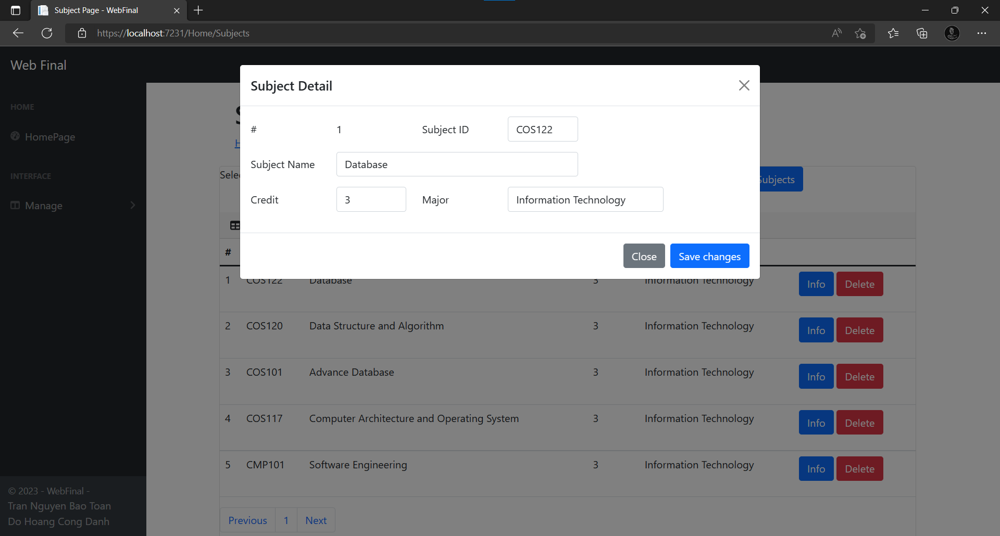 Subject Page - WebFinal
https://localhost:7231/Home/Subjects
Web Final
HOME
HomePage
INTERFACE
Manage
© 2023 - WebFinal -
Tran Nguyen Bao Toan
Do Hoang Cong Danh
Subject Detail
# 1 Subject ID COS122
Subject Name Database
Credit 3 Major Information Technology
Close Save changes
Subjects
#
1 COS122 Database 3 Information Technology Info Delete
2 COS120 Data Structure and Algorithm 3 Information Technology Info Delete
3 COS101 Advance Database 3 Information Technology Info Delete
4 COS117 Computer Architecture and Operating System 3 Information Technology Info Delete
5 CMP101 Software Engineering 3 Information Technology Info Delete
Previous 1 Next